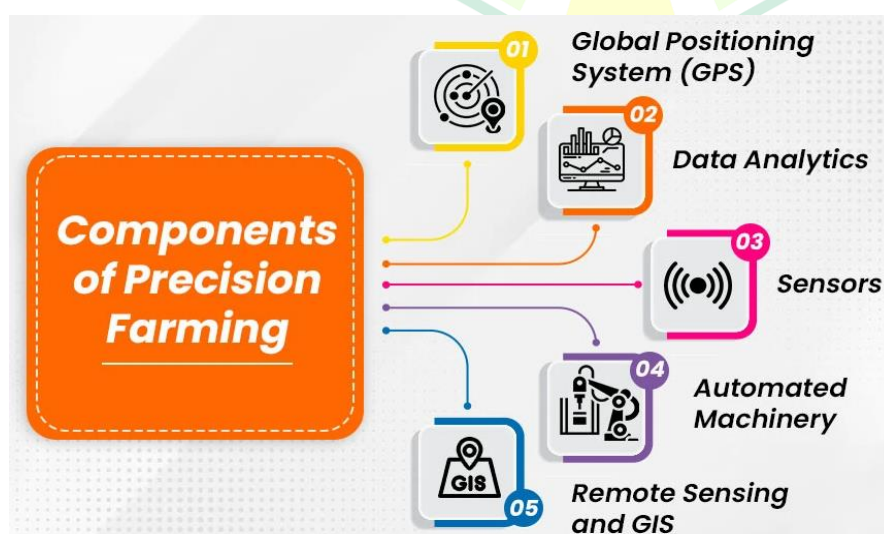 Components
of Precision
Farming
01
Global Positioning
System (GPS)
02
Data Analytics
03
Sensors
04
Automated
Machinery
GIS
05
Remote Sensing
and GIS